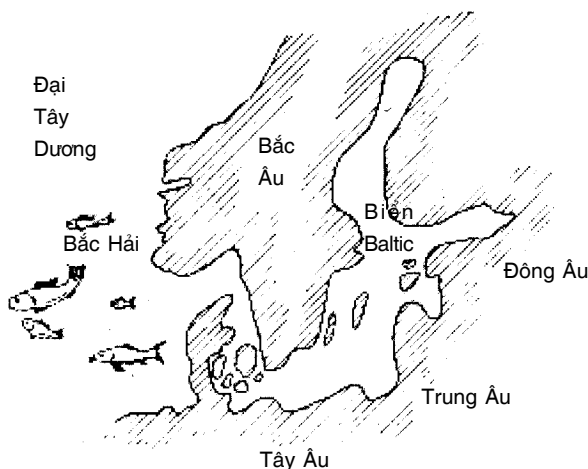 Đại
Tây
Dương
Bắc
Âu
Biển
Bắc Hải
Baltic
Đông Âu
Trung Âu
Tây Âu